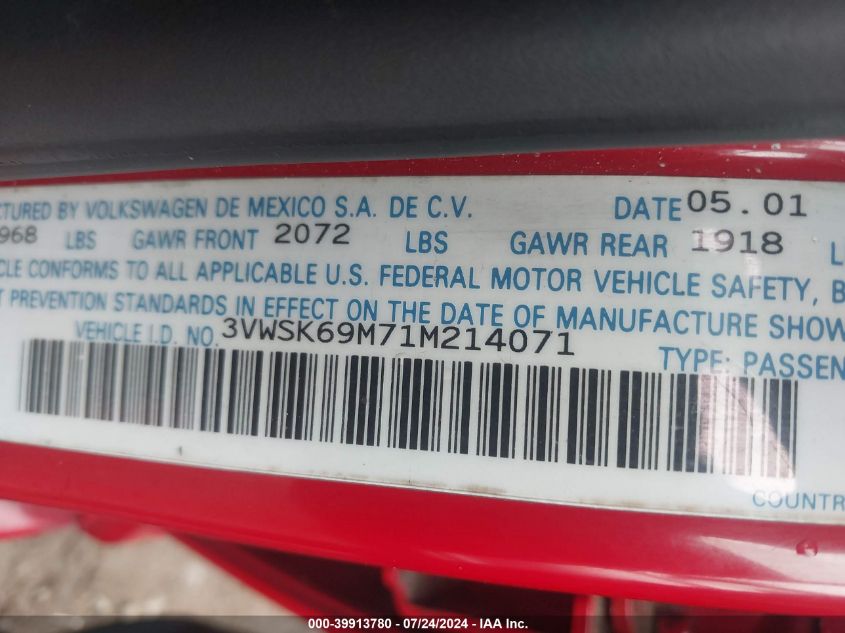 CTURED BY VOLKSWAGEN DE MEXICO S.A. DE C.V. DATE 05.01
968 LBS GAWR FRONT 2072 LBS GAWR REAR 1918 L
CLE CONFORMS TO ALL APPLICABLE U.S. FEDERAL MOTOR VEHICLE SAFETY, B
T PREVENTION STANDARDS IN EFFECT ON THE DATE OF MANUFACTURE SHOW
VEHICLE I.D. NO. 3VWSK69M71M214071 TYPE: PASSEN
COUNTR
000-39913780 - 07/24/2024 - IAA Inc.